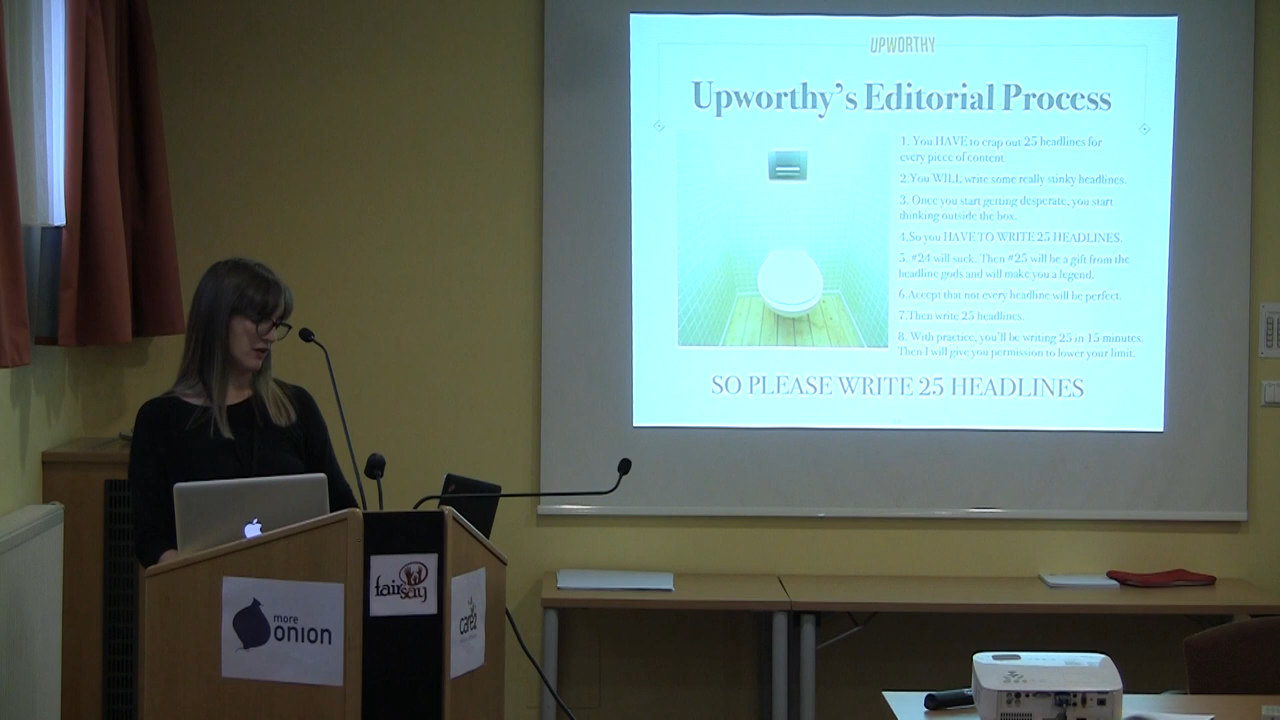 UPWORTHY
Upworthy's Editorial Process
1. You HAVE to crap out 25 headlines for
every piece of content
2.You WILL write some really stinky headlines.
3. Once you start getting desperate, you start
thinking outside the box.
4.So you HAVE TO WRITE 25 HEADLINES.
5. #24 will suck. Then #25 will be a gift from the
headline gods and will make you a legend.
6.Accept that not every headline will be perfect.
7.Then write 25 headlines.
8. With practice, you'll be writing 25 in 15 minutes.
Then I will give you permission to lower your limit.
SO PLEASE WRITE 25 HEADLINES
more
onion
fair
say
care2